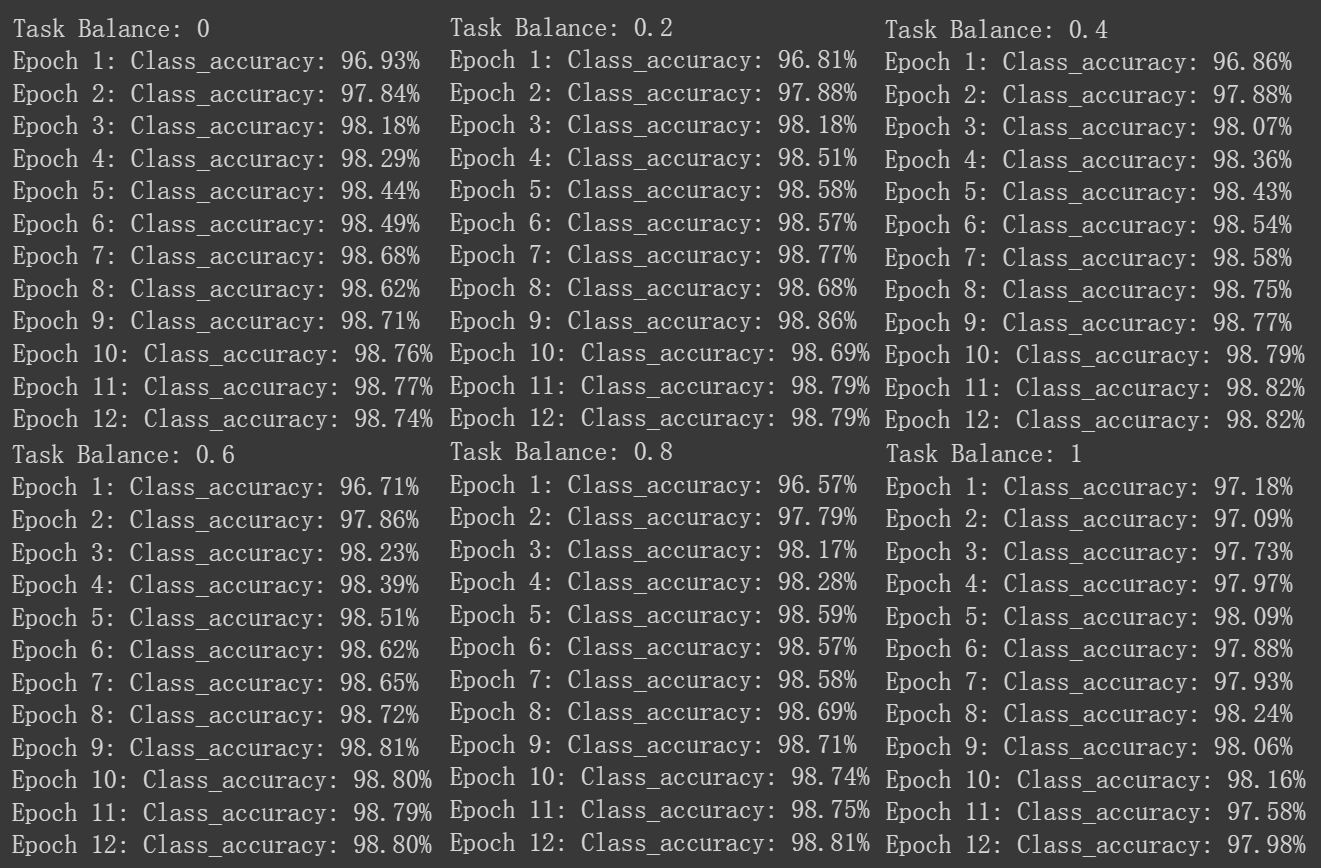 Task Balance: 0
Epoch 1: Class_accuracy: 96.93%
Epoch 2: Class_accuracy: 97.84%
Epoch 3: Class_accuracy: 98.18%
Epoch 4: Class_accuracy: 98.29%
Epoch 5: Class_accuracy: 98.44%
Epoch 6: Class_accuracy: 98.49%
Epoch 7: Class_accuracy: 98.68%
Epoch 8: Class_accuracy: 98.62%
Epoch 9: Class_accuracy: 98.71%
Epoch 10: Class_accuracy: 98.76%
Epoch 11: Class_accuracy: 98.77%
Epoch 12: Class_accuracy: 98.74%
Task Balance: 0.2
Epoch 1: Class_accuracy: 96.81%
Epoch 2: Class_accuracy: 97.88%
Epoch 3: Class_accuracy: 98.18%
Epoch 4: Class_accuracy: 98.51%
Epoch 5: Class_accuracy: 98.58%
Epoch 6: Class_accuracy: 98.57%
Epoch 7: Class_accuracy: 98.77%
Epoch 8: Class_accuracy: 98.68%
Epoch 9: Class_accuracy: 98.86%
Epoch 10: Class_accuracy: 98.69%
Epoch 11: Class_accuracy: 98.79%
Epoch 12: Class_accuracy: 98.79%
Task Balance: 0.4
Epoch 1: Class_accuracy: 96.86%
Epoch 2: Class_accuracy: 97.88%
Epoch 3: Class_accuracy: 98.07%
Epoch 4: Class_accuracy: 98.36%
Epoch 5: Class_accuracy: 98.43%
Epoch 6: Class_accuracy: 98.54%
Epoch 7: Class_accuracy: 98.58%
Epoch 8: Class_accuracy: 98.75%
Epoch 9: Class_accuracy: 98.77%
Epoch 10: Class_accuracy: 98.79%
Epoch 11: Class_accuracy: 98.82%
Epoch 12: Class_accuracy: 98.82%
Task Balance: 0.6
Epoch 1: Class_accuracy: 96.71%
Epoch 2: Class_accuracy: 97.86%
Epoch 3: Class_accuracy: 98.23%
Epoch 4: Class_accuracy: 98.39%
Epoch 5: Class_accuracy: 98.51%
Epoch 6: Class_accuracy: 98.62%
Epoch 7: Class_accuracy: 98.65%
Epoch 8: Class_accuracy: 98.72%
Epoch 9: Class_accuracy: 98.81%
Epoch 10: Class_accuracy: 98.80%
Epoch 11: Class_accuracy: 98.79%
Epoch 12: Class_accuracy: 98.80%
Task Balance: 0.8
Epoch 1: Class_accuracy: 96.57%
Epoch 2: Class_accuracy: 97.79%
Epoch 3: Class_accuracy: 98.17%
Epoch 4: Class_accuracy: 98.28%
Epoch 5: Class_accuracy: 98.59%
Epoch 6: Class_accuracy: 98.57%
Epoch 7: Class_accuracy: 98.58%
Epoch 8: Class_accuracy: 98.69%
Epoch 9: Class_accuracy: 98.71%
Epoch 10: Class_accuracy: 98.74%
Epoch 11: Class_accuracy: 98.75%
Epoch 12: Class_accuracy: 98.81%
Task Balance: 1
Epoch 1: Class_accuracy: 97.18%
Epoch 2: Class_accuracy: 97.09%
Epoch 3: Class_accuracy: 97.73%
Epoch 4: Class_accuracy: 97.97%
Epoch 5: Class_accuracy: 98.09%
Epoch 6: Class_accuracy: 97.88%
Epoch 7: Class_accuracy: 97.93%
Epoch 8: Class_accuracy: 98.24%
Epoch 9: Class_accuracy: 98.06%
Epoch 10: Class_accuracy: 98.16%
Epoch 11: Class_accuracy: 97.58%
Epoch 12: Class_accuracy: 97.98%